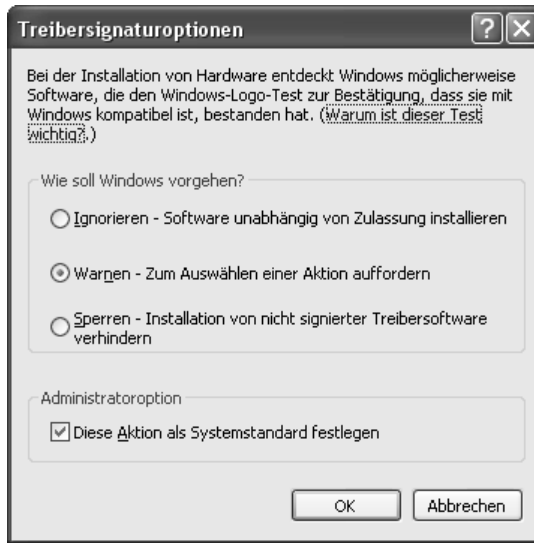 Treibersignaturoptionen
Bei der Installation von Hardware entdeckt Windows möglicherweise
Software, die den Windows-Logo-Test zur Bestätigung, dass sie mit
Windows kompatibel ist, bestanden hat. (Warum ist dieser Test
wichtig?.)
Wie soll Windows vorgehen?
Ignorieren - Software unabhängig von Zulassung installieren
Warnen - Zum Auswählen einer Aktion auffordern
Sperren - Installation von nicht signierter Treibersoftware
verhindern
Administratoroption
Diese Aktion als Systemstandard festlegen
OK Abbrechen